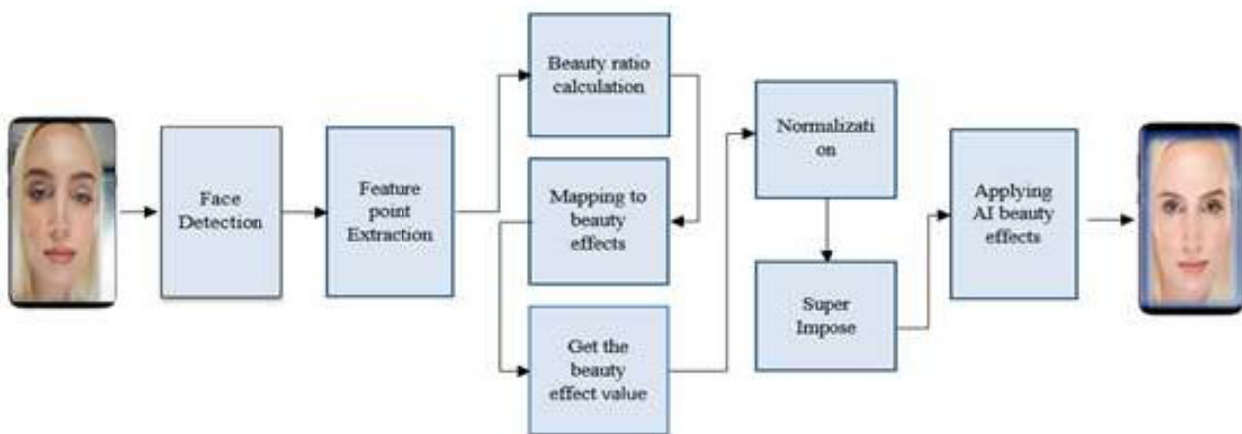 Face
Detection
Feature
point
Extraction
Beauty ratio
calculation
Mapping to
beauty
effects
Get the
beauty
effect value
Normalizati
on
Super
Impose
Applying
AI beauty
effects